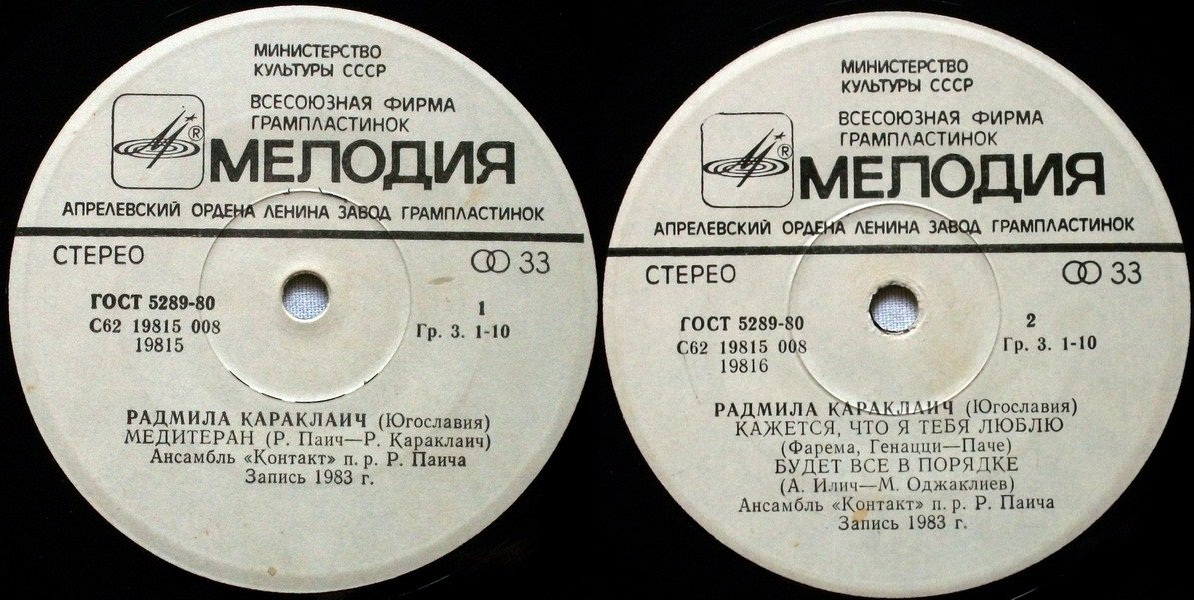 МИНИСТЕРСТВО
КУЛЬТУРЫ СССР
ВСЕСОЮЗНАЯ ФИРМА
ГРАМПЛАСТИНОК
®
МЕЛОДИЯ
АПРЕЛЕВСКИЙ ОРДЕНА ЛЕНИНА ЗАВОД ГРАМПЛАСТИНОК
СТЕРЕО
33
ГОСТ 5289-80
1
С62 19815 008
Гр. 3. 1-10
19815
РАДМИЛА КАРАКЛАИЧ (Югославия)
МЕДИТЕРАН (Р. Паич—Р. Караклаич)
Ансамбль «Контакт» п. р. Р. Паича
Запись 1983 г.
МИНИСТЕРСТВО
КУЛЬТУРЫ СССР
ВСЕСОЮЗНАЯ ФИРМА
ГРАМПЛАСТИНОК
®
МЕЛОДИЯ
АПРЕЛЕВСКИЙ ОРДЕНА ЛЕНИНА ЗАВОД ГРАМПЛАСТИНОК
СТЕРЕО
33
ГОСТ 5289-80
2
С62 19815 008
Гр. 3. 1-10
19816
РАДМИЛА КАРАКЛАИЧ (Югославия)
КАЖЕТСЯ, ЧТО Я ТЕБЯ ЛЮБЛЮ
(Фарема, Генацци—Паче)
БУДЕТ ВСЕ В ПОРЯДКЕ
(А. Илич—М. Оджаклиев)
Ансамбль «Контакт» п. р. Р. Паича
Запись 1983 г.